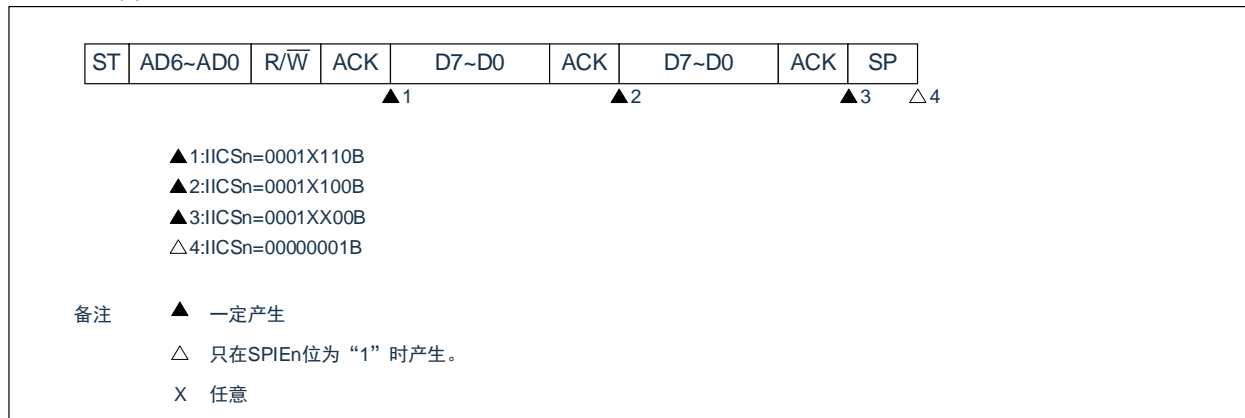 ST AD6~AD0 R/W̅ ACK D7~D0 ACK D7~D0 ACK SP
▲1 ▲2 ▲3 △4
▲1:IICSn=0001X110B
▲2:IICSn=0001X100B
▲3:IICSn=0001XX00B
△4:IICSn=00000001B
备注 ▲ 一定产生
△ 只在SPIEn位为“1”时产生。
X 任意